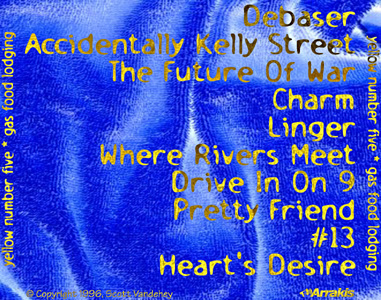 Debaser
Accidentally Kelly Street
The Future Of War
Charm
Linger
Where Rivers Meet
Drive In On 9
Pretty Friend
#13
Heart's Desire
yellow number five * gas food lodging
yellow number five * gas food lodging
© Copyright 1996, Scott Vandehey
Arrakis